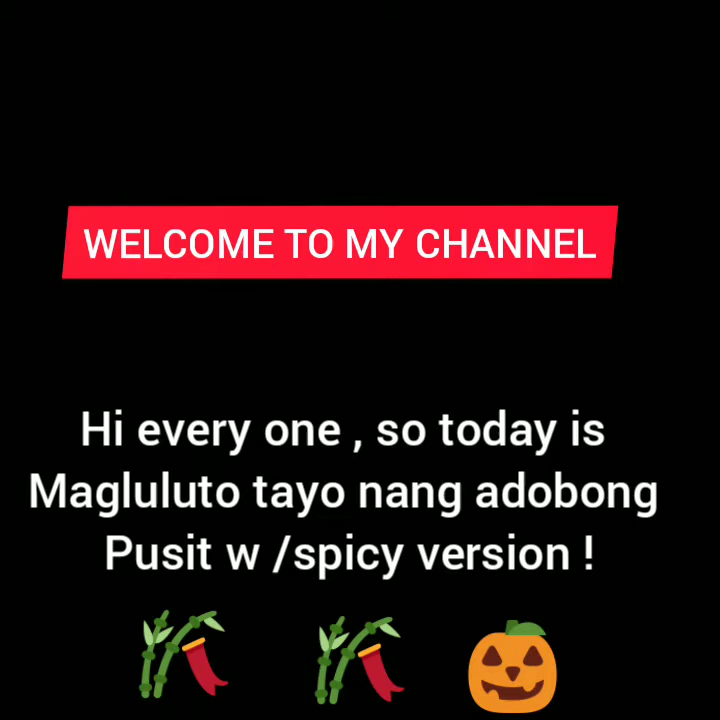 WELCOME TO MY CHANNEL
Hi every one , so today is
Magluluto tayo nang adobong
Pusit w /spicy version !